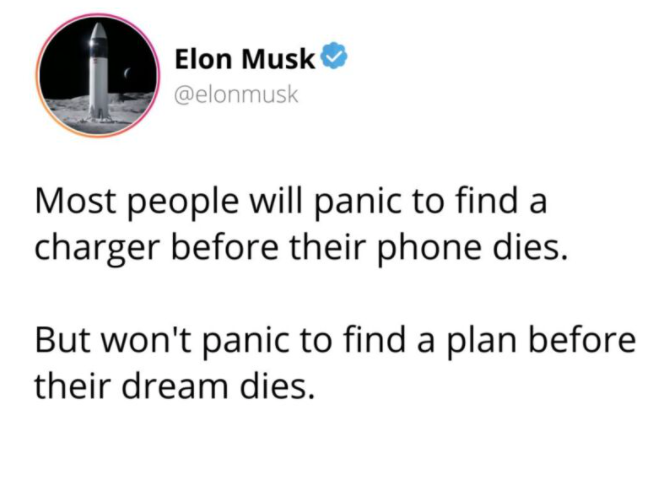 Elon Musk
@elonmusk
Most people will panic to find a
charger before their phone dies.
But won't panic to find a plan before
their dream dies.